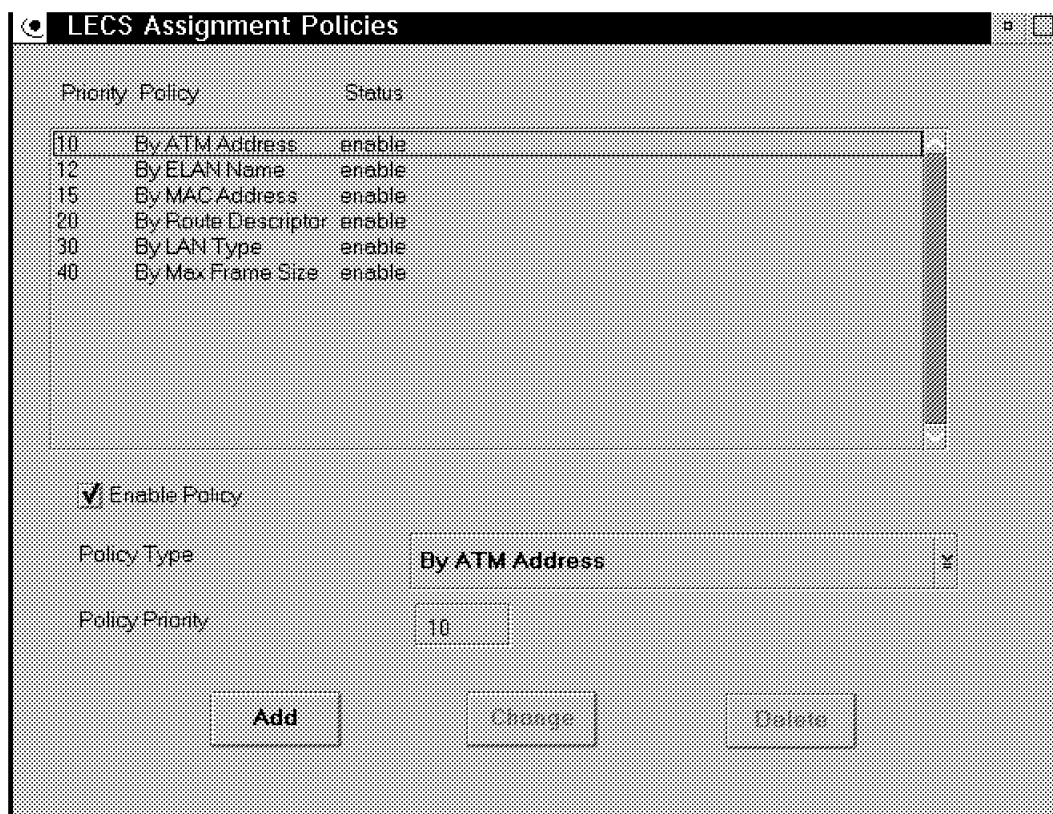 LECS Assignment Policies
Priority Policy Status
10 By ATM Address enable
12 By ELAN Name enable
15 By MAC Address enable
20 By Route Descriptor enable
30 By LAN Type enable
40 By Max Frame Size enable
Enable Policy
Policy Type By ATM Address
Policy Priority 10
Add Change Delete